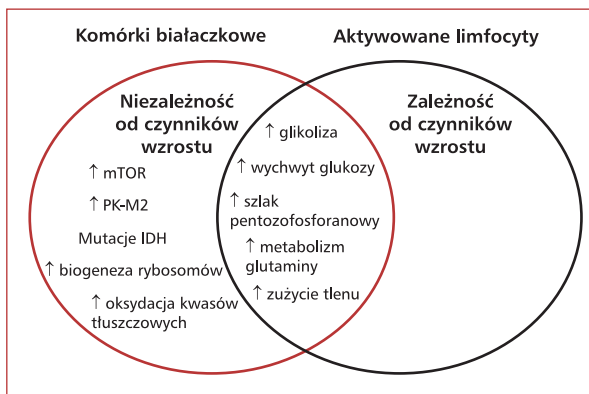 Komórki białaczkowe
Aktywowane limfocyty
Niezależność
od czynników
wzrostu
↑ mTOR
↑ PK-M2
Mutacje IDH
↑ biogeneza rybosomów
↑ oksydacja kwasów
tłuszczowych
↑ glikoliza
↑ wychwyt glukozy
↑ szlak
pentozofosforanowy
↑ metabolizm
glutaminy
↑ zużycie tlenu
Zależność
od czynników
wzrostu